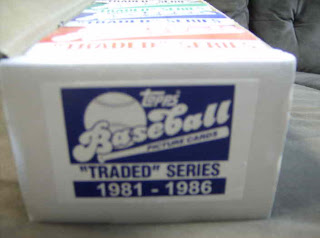 Topps
Baseball
PICTURE CARDS
"TRADED" SERIES
1981 - 1986